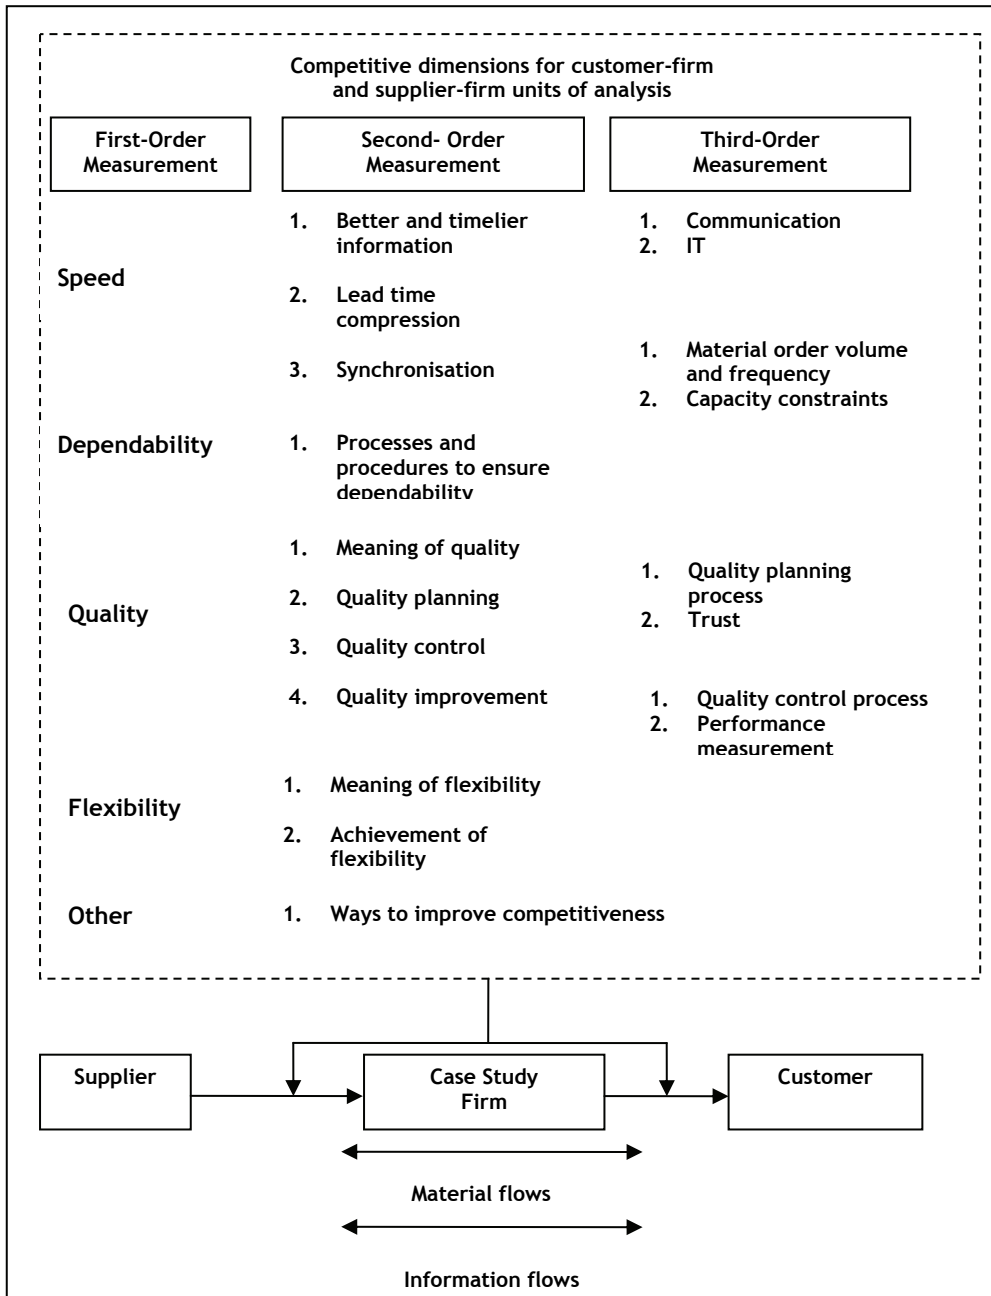 Competitive dimensions for customer-firm
and supplier-firm units of analysis
First-Order
Measurement
Second- Order
Measurement
Third-Order
Measurement
Speed
1. Better and timelier
information
2. Lead time
compression
3. Synchronisation
1. Communication
2. IT
1. Material order volume
and frequency
2. Capacity constraints
Dependability
1. Processes and
procedures to ensure
dependability
Quality
1. Meaning of quality
2. Quality planning
3. Quality control
4. Quality improvement
1. Quality planning
process
2. Trust
1. Quality control process
2. Performance
measurement
Flexibility
1. Meaning of flexibility
2. Achievement of
flexibility
Other
1. Ways to improve competitiveness
Supplier
Case Study
Firm
Customer
Material flows
Information flows